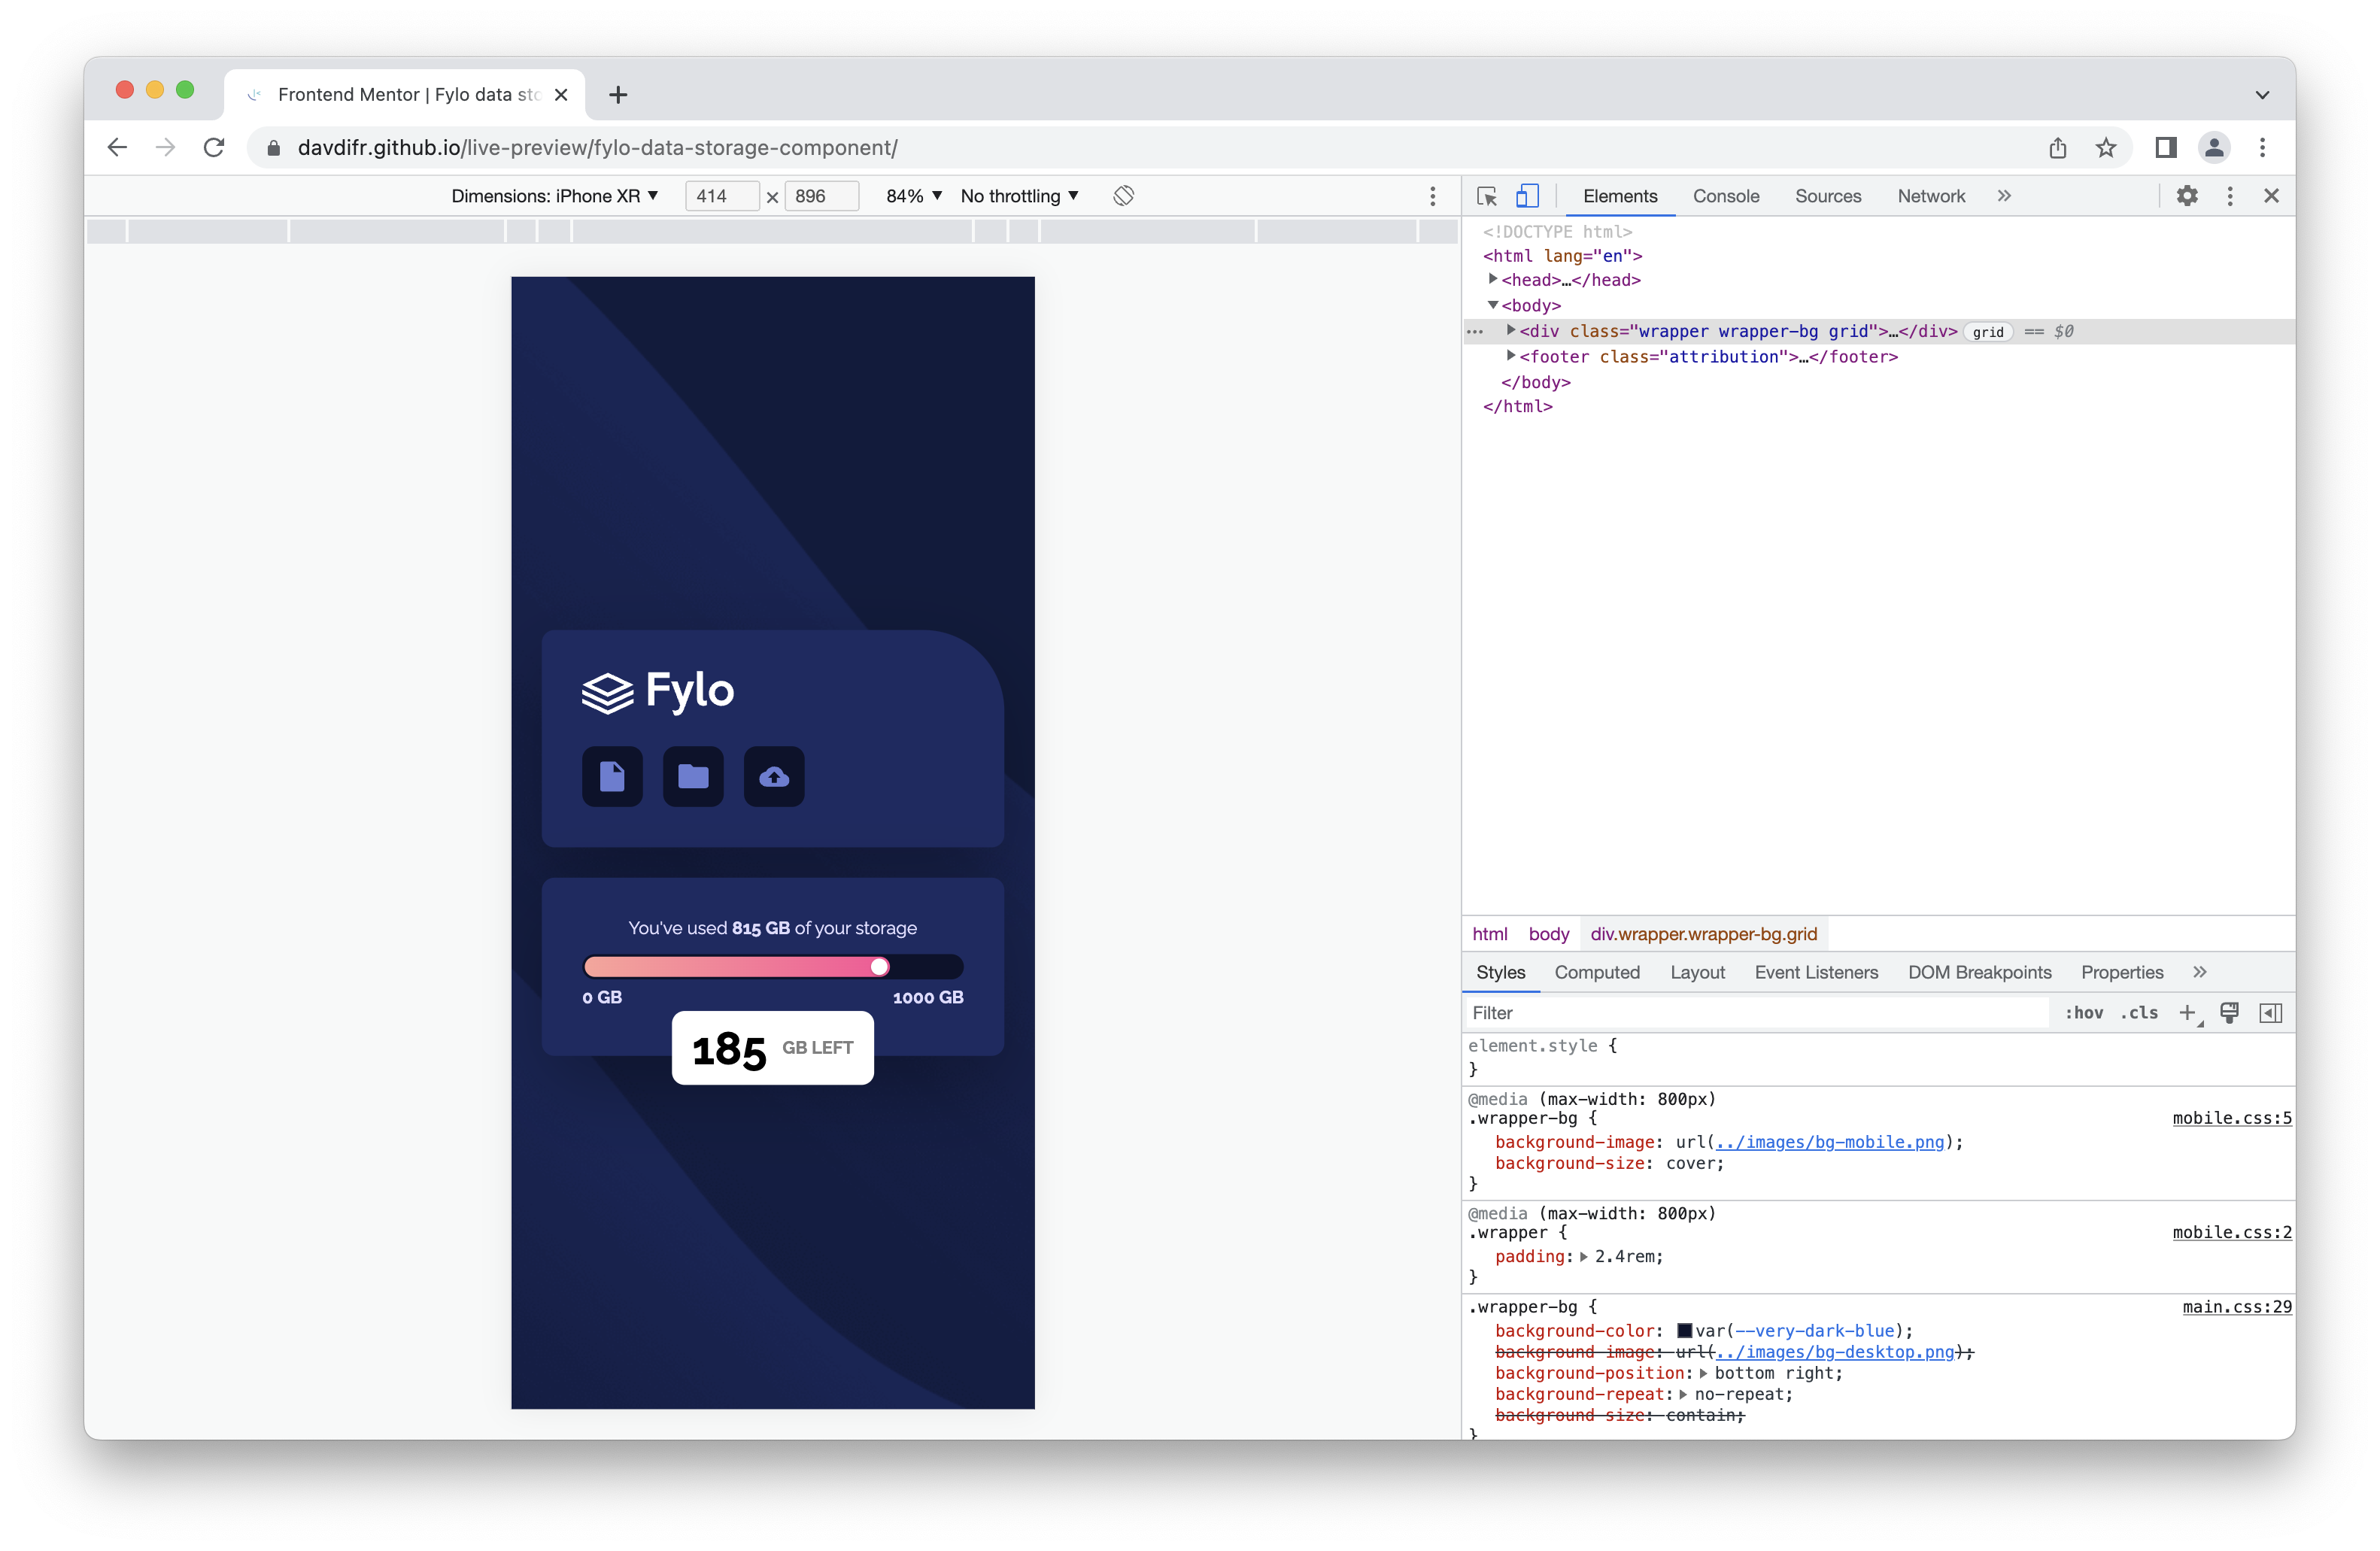 Frontend Mentor | Fylo data sto
davdifr.github.io/live-preview/fylo-data-storage-component/
Dimensions: iPhone XR ▼ 414 × 896 84% ▼ No throttling ▼
Fylo
You've used 815 GB of your storage
0 GB 1000 GB
185 GB LEFT
Elements Console Sources Network »
<!DOCTYPE html>
<html lang="en">
<head>…</head>
<body>
<div class="wrapper wrapper-bg grid">…</div> grid == $0
<footer class="attribution">…</footer>
</body>
</html>
html body div.wrapper.wrapper-bg.grid
Styles Computed Layout Event Listeners DOM Breakpoints Properties »
Filter :hov .cls
element.style {
}
@media (max-width: 800px)
.wrapper-bg { mobile.css:5
background-image: url(../images/bg-mobile.png);
background-size: cover;
}
@media (max-width: 800px)
.wrapper { mobile.css:2
padding: 2.4rem;
}
.wrapper-bg { main.css:29
background-color: var(--very-dark-blue);
background-image: url(../images/bg-desktop.png);
background-position: bottom right;
background-repeat: no-repeat;
background-size: contain;
}